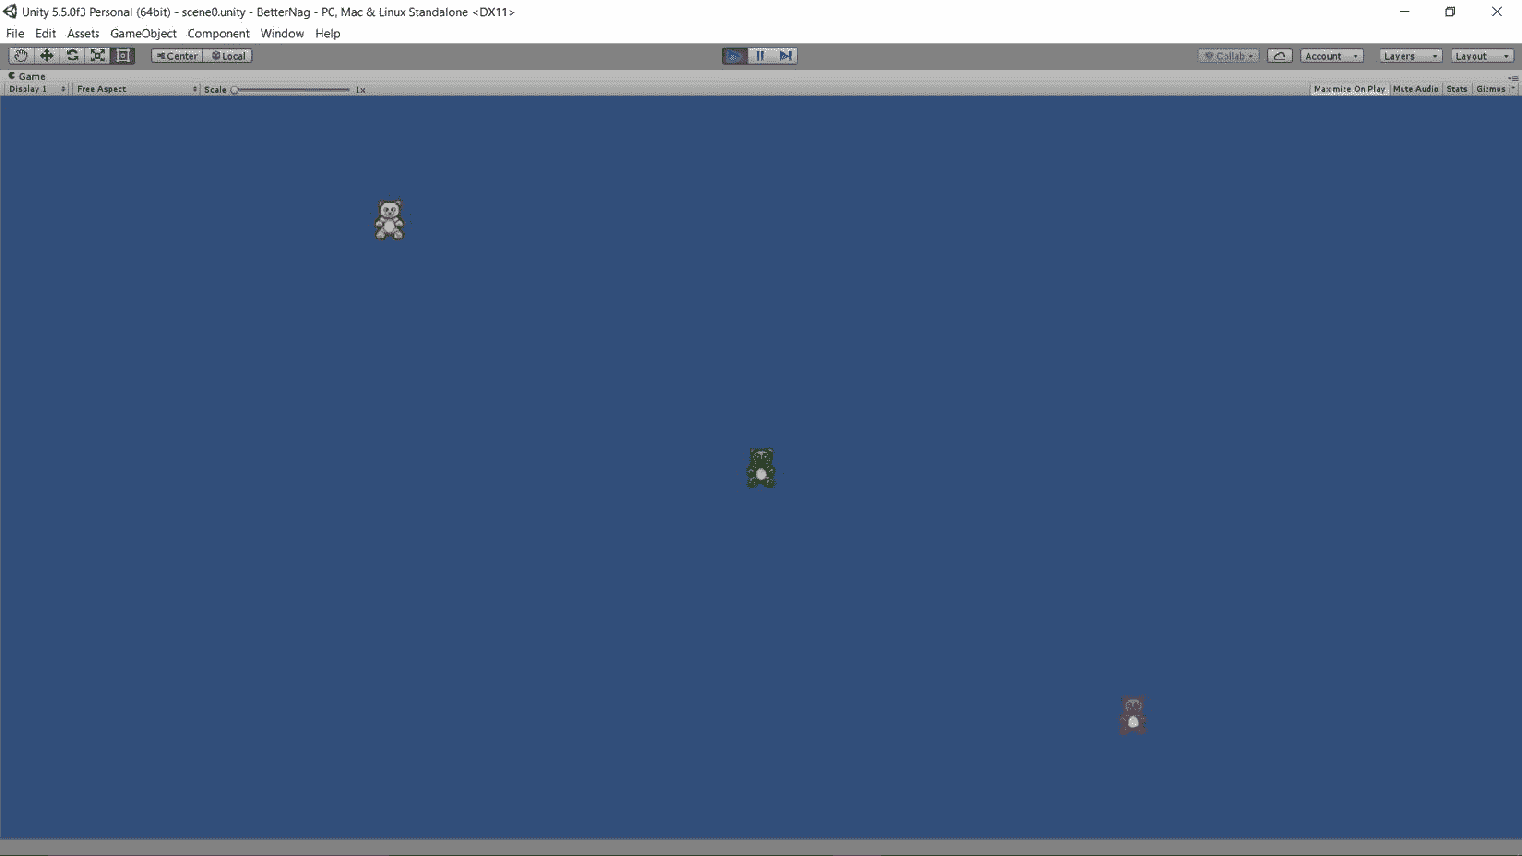 Unity 5.5.0f3 Personal (64bit) - scene0.unity - BetterNag - PC, Mac & Linux Standalone <DX11>
File Edit Assets GameObject Component Window Help
Center Local Collab Account Layers Layout
Game
Display 1 Free Aspect Scale 1x Maximize On Play Mute Audio Stats Gizmos